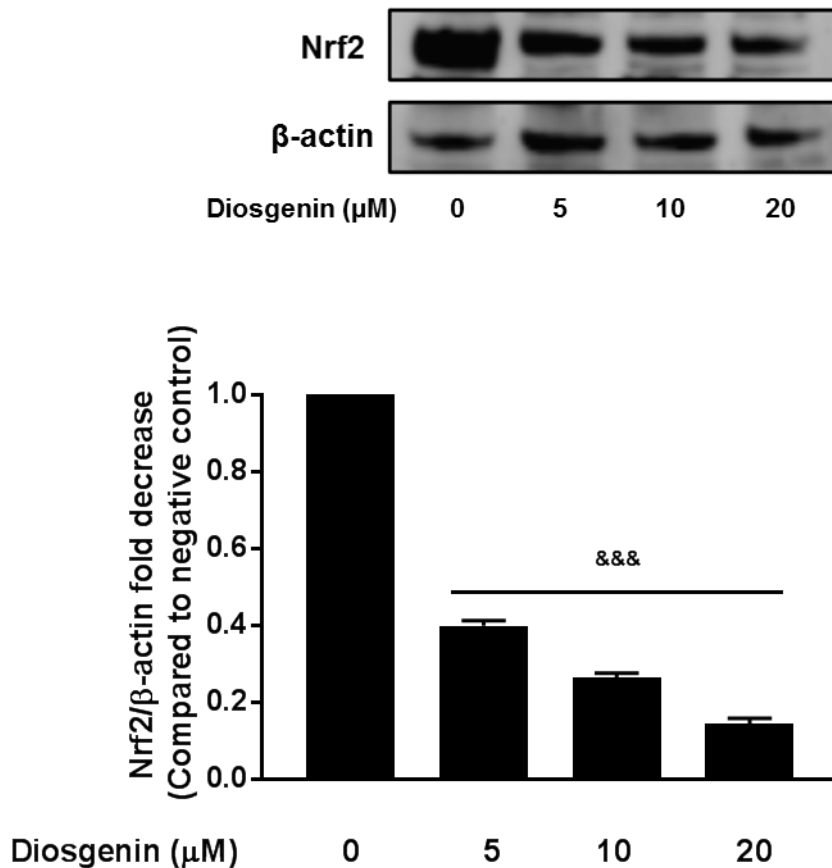 Nrf2
β-actin
Diosgenin (µM) 0 5 10 20
Nrf2/β-actin fold decrease
(Compared to negative control)
1.0
0.8
0.6
0.4
0.2
0.0
&&&
Diosgenin (µM) 0 5 10 20